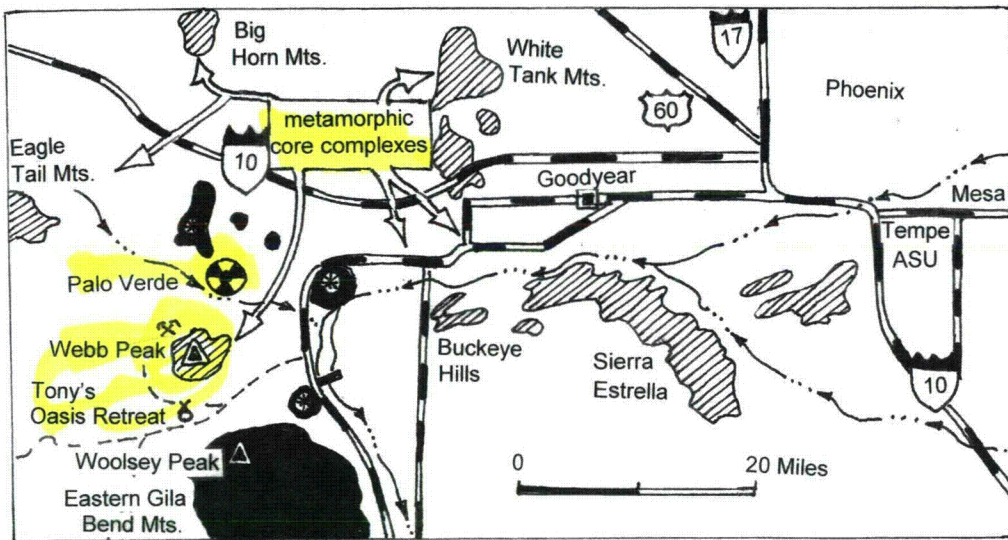 Big
Horn Mts.
White
Tank Mts.
17
60
Phoenix
metamorphic
core complexes
10
Eagle
Tail Mts.
Goodyear
Mesa
Tempe
ASU
Palo Verde
Webb Peak
Buckeye
Hills
Sierra
Estrella
10
Tony's
Oasis Retreat
Woolsey Peak
0
20 Miles
Eastern Gila
Bend Mts.